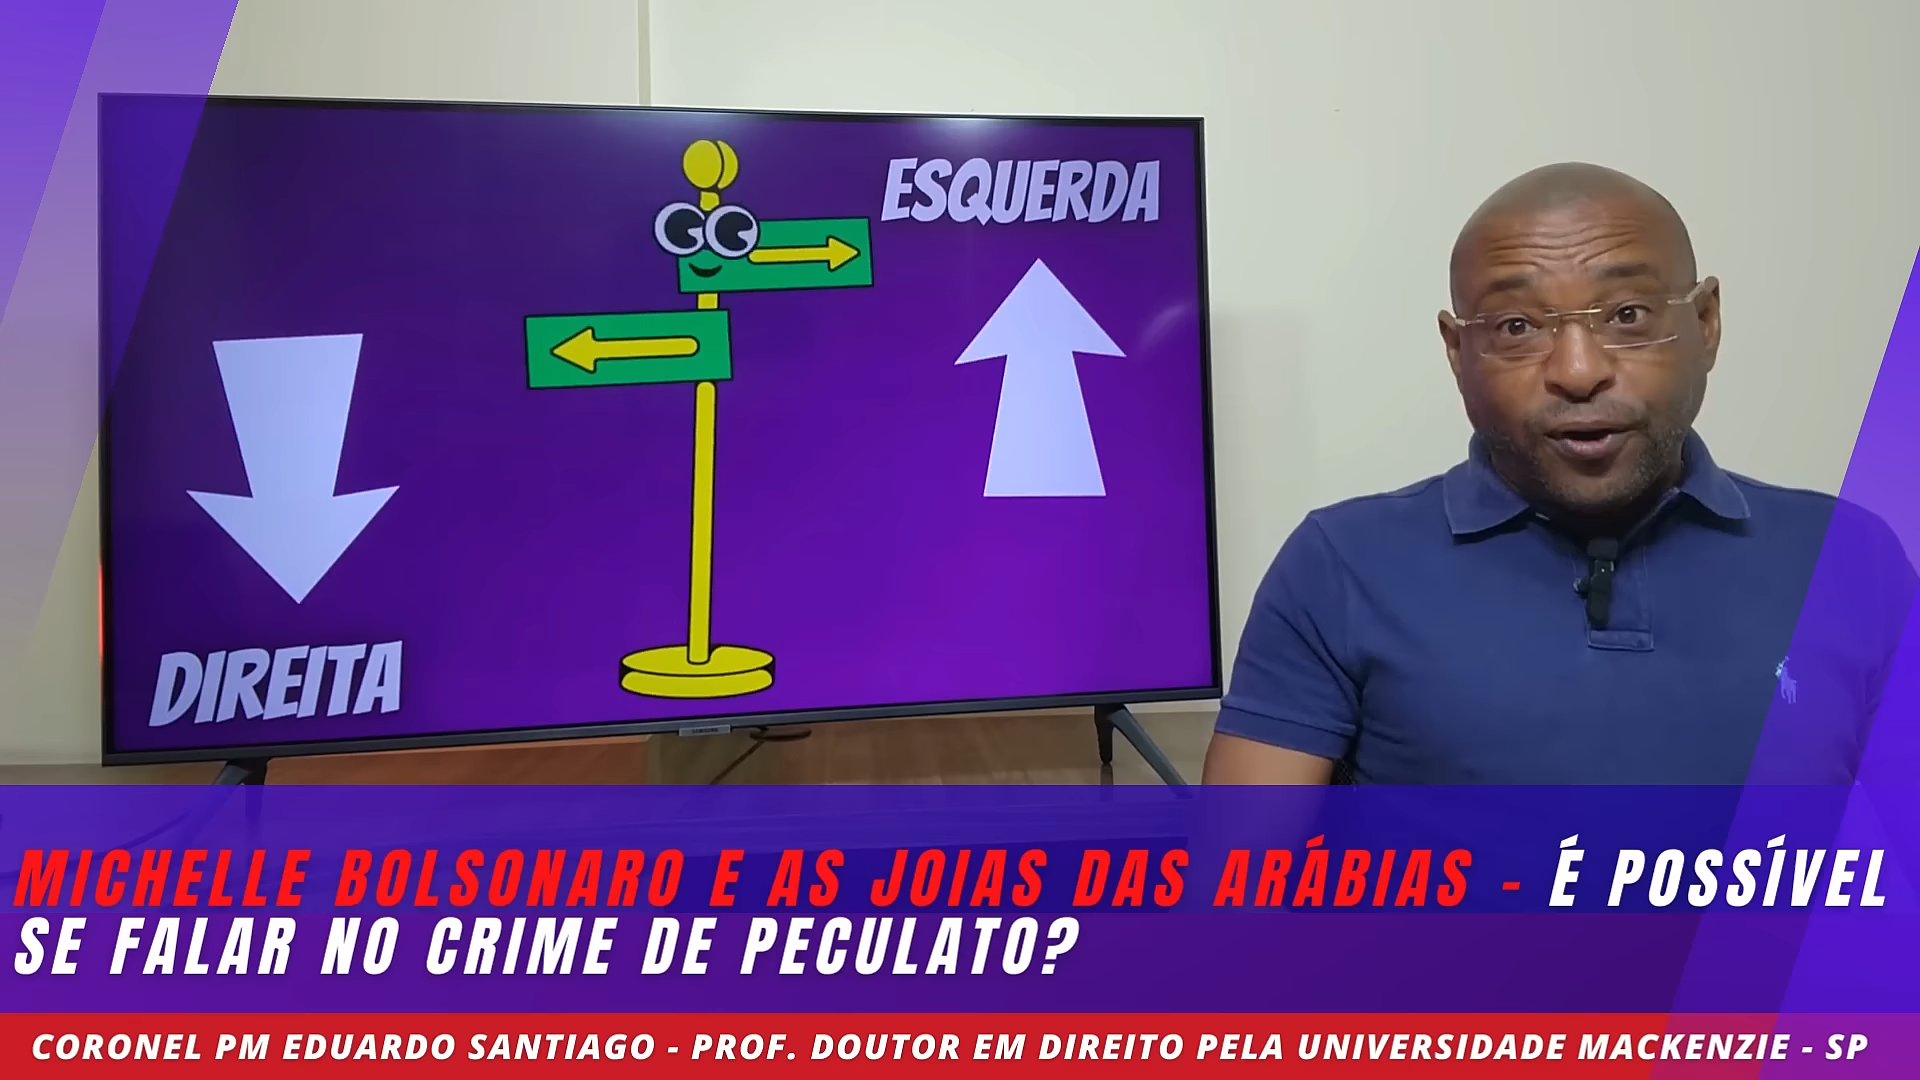 ESQUERDA
DIREITA
SAMSUNG
MICHELLE BOLSONARO E AS JOIAS DAS ARÁBIAS - É POSSÍVEL
SE FALAR NO CRIME DE PECULATO?
CORONEL PM EDUARDO SANTIAGO - PROF. DOUTOR EM DIREITO PELA UNIVERSIDADE MACKENZIE - SP